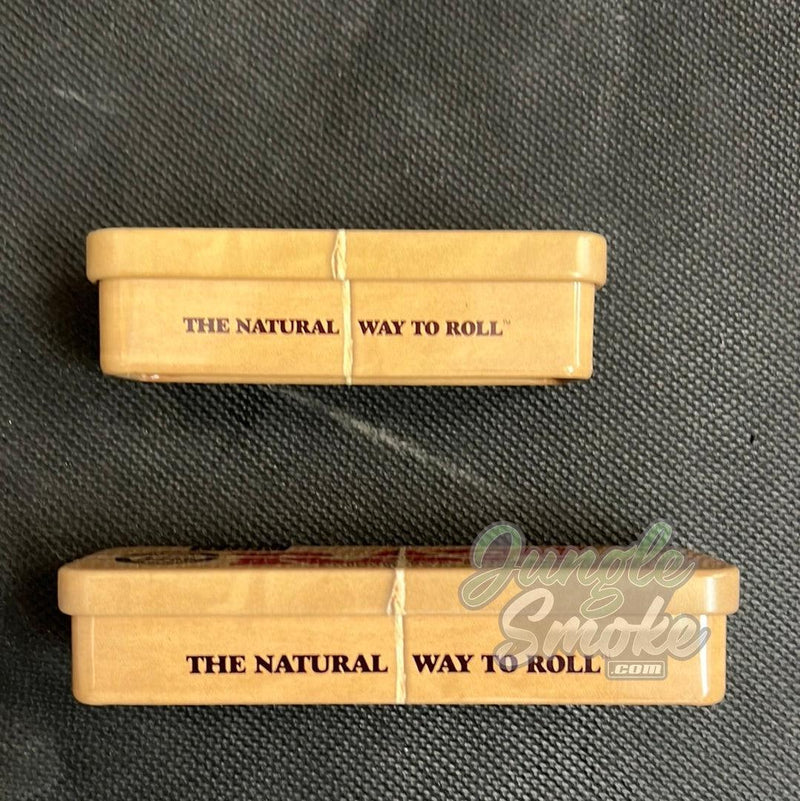 THE NATURAL WAY TO ROLL™
THE NATURAL WAY TO ROLL
Jungle
Smoke
.com